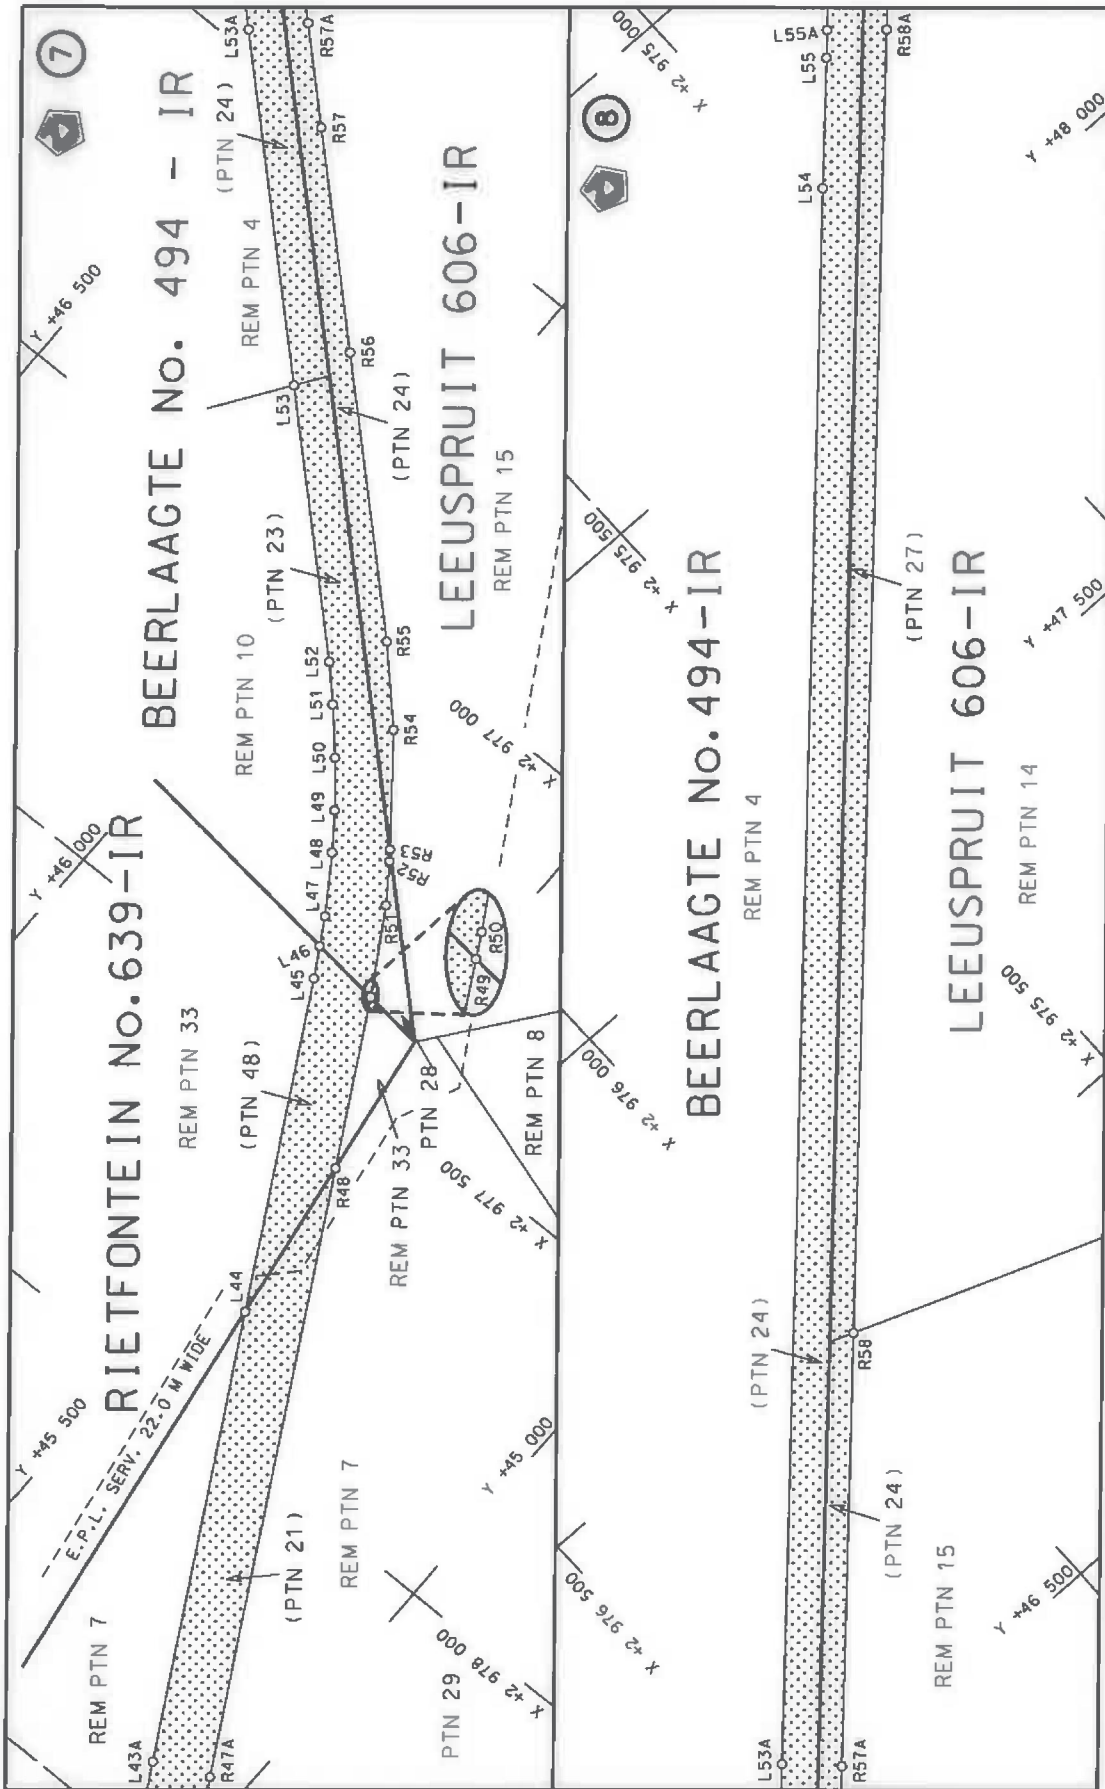 7
BEERLAAGTE No. 494 - IR
RIETFONTEIN No.639-IR
LEEUSPRUIT 606-IR
REM PTN 7
Y +45 500
E.P.L. SERV. 22.0 M WIDE
REM PTN 33
(PTN 48)
Y +46 000
REM PTN 10
(PTN 23)
Y +46 500
REM PTN 4
(PTN 24)
L43A
L44
L45
L46
L47
L48
L49
L50
L51
L52
L53
L53A
R47A
R48
R51
R52
R53
R54
R55
R56
R57
R57A
(PTN 21)
REM PTN 7
PTN 29
X +2 978 000
Y +45 000
REM PTN 33
PTN 28
X +2 977 500
REM PTN 8
R49
R50
X +2 977 000
(PTN 24)
REM PTN 15
8
X +2 976 500
X +2 976 000
X +2 975 500
X +2 975 000
BEERLAAGTE No.494-IR
REM PTN 4
(PTN 24)
L53A
L54
L55
L55A
R57A
R58
R58A
(PTN 24)
REM PTN 15
Y +46 500
(PTN 27)
LEEUSPRUIT 606-IR
REM PTN 14
X +2 975 500
Y +47 500
Y +48 000